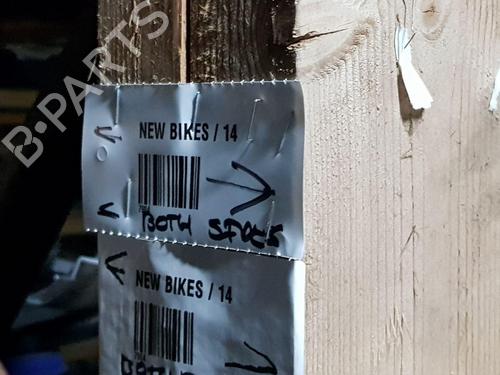 B-PARTS
NEW BIKES / 14
BOTH SIDES
NEW BIKES / 14